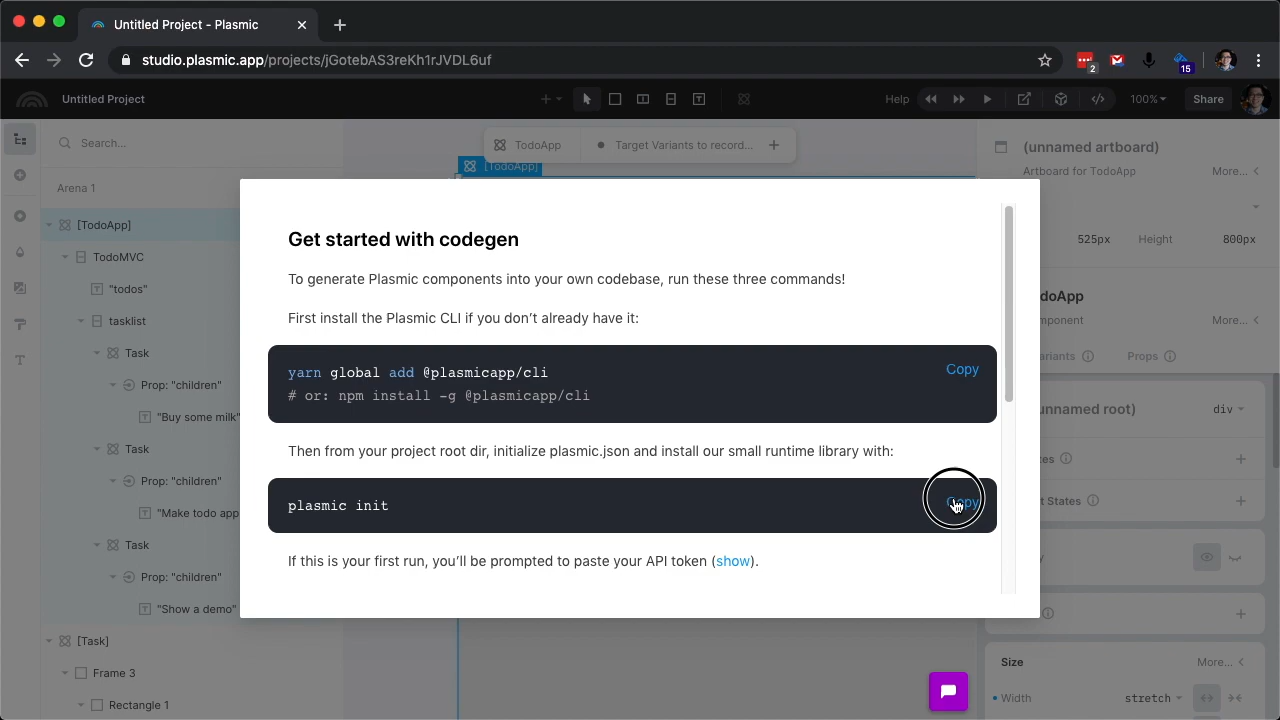 Untitled Project - Plasmic
studio.plasmic.app/projects/jGotebAS3reKh1rJVDL6uf
2
15
Untitled Project
Help
100%
Share
Search...
TodoApp
Target Variants to record...
[TodoApp]
(unnamed artboard)
Artboard for TodoApp
More...
Arena 1
[TodoApp]
TodoMVC
"todos"
tasklist
Task
Prop: "children"
"Buy some milk"
Task
Prop: "children"
"Make todo app
Task
Prop: "children"
"Show a demo"
[Task]
Frame 3
Rectangle 1
Get started with codegen
To generate Plasmic components into your own codebase, run these three commands!
First install the Plasmic CLI if you don't already have it:
yarn global add @plasmicapp/cli
Copy
# or: npm install -g @plasmicapp/cli
Then from your project root dir, initialize plasmic.json and install our small runtime library with:
plasmic init
Copy
If this is your first run, you'll be prompted to paste your API token (show).
525px
Height
800px
More...
Props
unnamed root)
div
Size
More...
Width
stretch